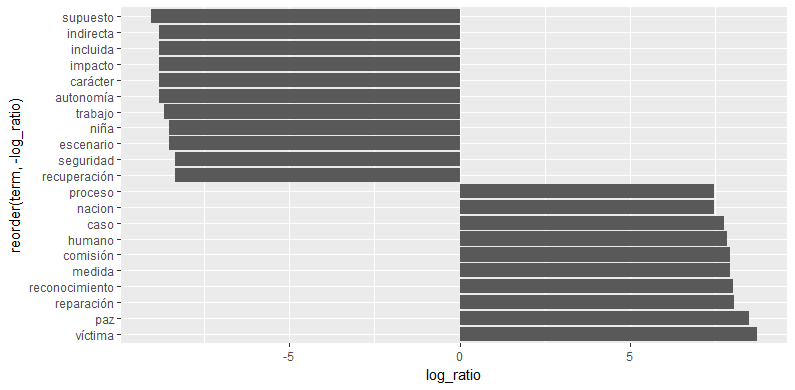 reorder(term, -log_ratio)
supuesto
indirecta
incluida
impacto
carácter
autonomía
trabajo
niña
escenario
seguridad
recuperación
proceso
nacion
caso
humano
comisión
medida
reconocimiento
reparación
paz
víctima
-5 0 5
log_ratio